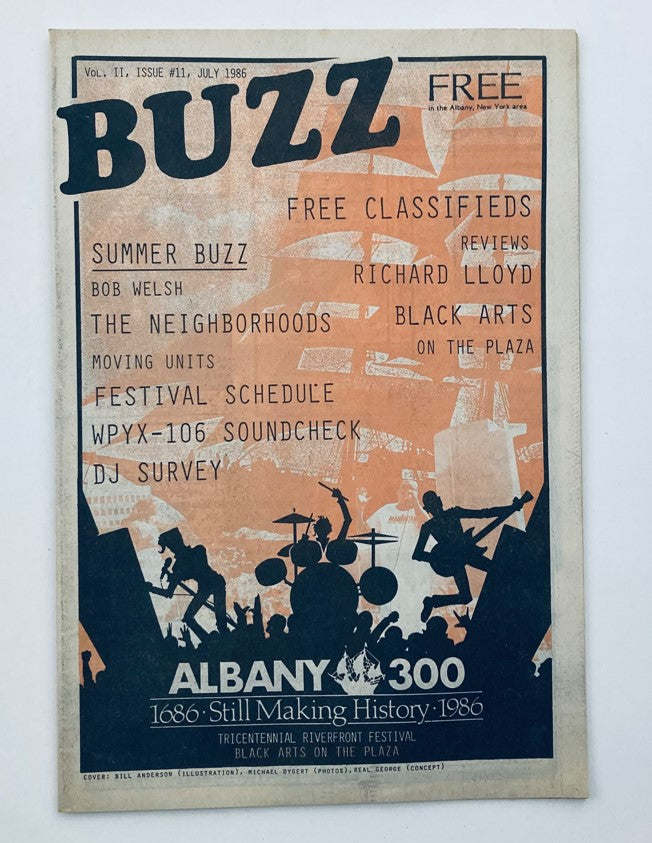 Vol. II, ISSUE #11, JULY 1986
BUZZ
FREE
in the Albany, New York area
FREE CLASSIFIEDS
REVIEWS
RICHARD LLOYD
BLACK ARTS
ON THE PLAZA
SUMMER BUZZ
BOB WELSH
THE NEIGHBORHOODS
MOVING UNITS
FESTIVAL SCHEDULE
WPYX-106 SOUNDCHECK
DJ SURVEY
ALBANY 300
1686·Still Making History·1986
TRICENTENNIAL RIVERFRONT FESTIVAL
BLACK ARTS ON THE PLAZA
COVER: BILL ANDERSON (ILLUSTRATION), MICHAEL DYGERT (PHOTOS), REAL GEORGE (CONCEPT)